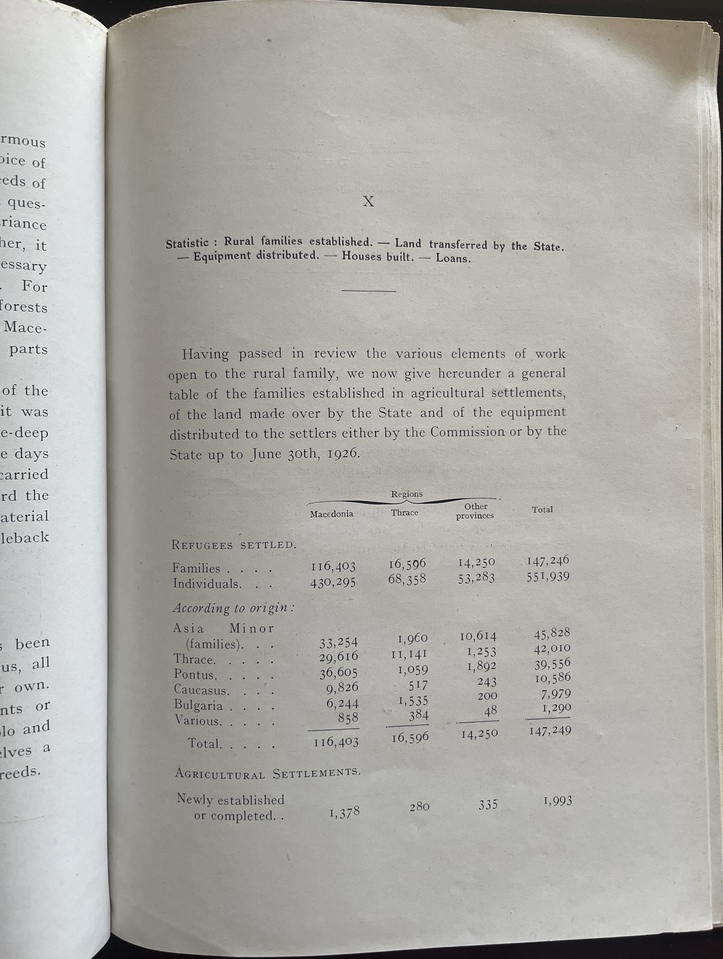 rmous
oice of
eeds of
ques-
riance
her, it
essary
. For
forests
Mace-
parts
of the
it was
e-deep
e days
carried
rd the
aterial
leback
s been
us, all
r own.
nts or
lo and
elves a
reeds.
X
Statistic : Rural families established. — Land transferred by the State.
— Equipment distributed. — Houses built. — Loans.
Having passed in review the various elements of work
open to the rural family, we now give hereunder a general
table of the families established in agricultural settlements,
of the land made over by the State and of the equipment
distributed to the settlers either by the Commission or by the
State up to June 30th, 1926.
Regions
Macedonia Thrace Other provinces Total
REFUGEES SETTLED.
Families . . . . 116,403 16,596 14,250 147,246
Individuals. . . 430,295 68,358 53,283 551,939
According to origin :
Asia Minor
(families). . . 33,254 1,960 10,614 45,828
Thrace. . . . . 29,616 11,141 1,253 42,010
Pontus. . . . . 36,605 1,059 1,892 39,556
Caucasus. . . . 9,826 517 243 10,586
Bulgaria . . . . 6,244 1,535 200 7,979
Various. . . . . 858 384 48 1,290
Total. . . . . 116,403 16,596 14,250 147,249
AGRICULTURAL SETTLEMENTS.
Newly established
or completed. . 1,378 280 335 1,993